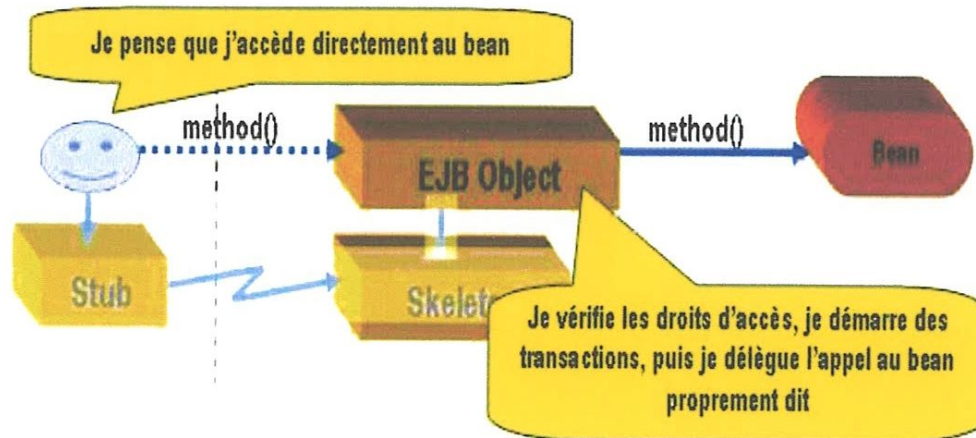 Je pense que j'accède directement au bean
method()
method()
EJB Object
Bean
Stub
Je vérifie les droits d'accès, je démarre des
transactions, puis je délègue l'appel au bean
proprement dit